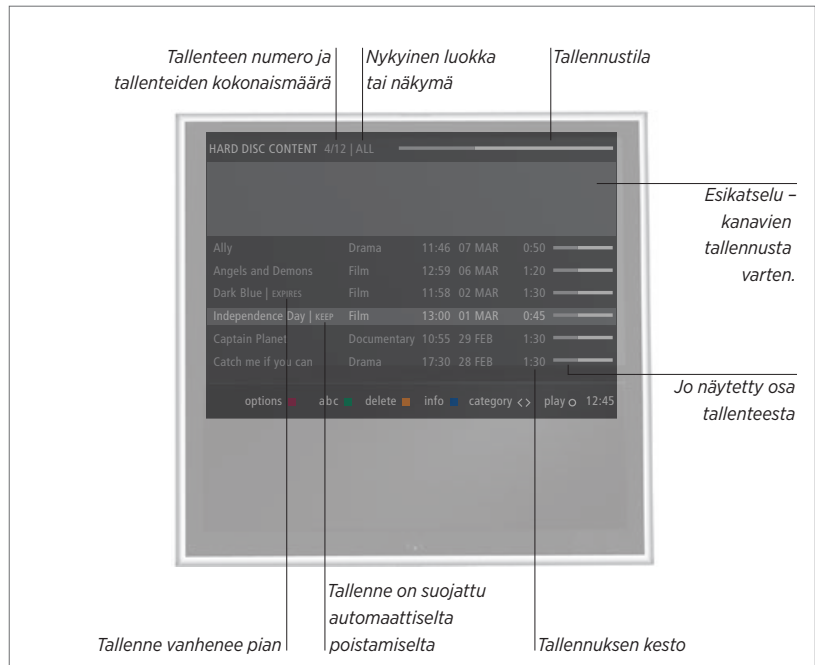 Tallenteen numero ja
tallenteiden kokonaismäärä
Nykyinen luokka
tai näkymä
Tallennustila
HARD DISC CONTENT 4/12 | ALL
Esikatselu –
kanavien
tallennusta
varten.
Ally Drama 11:46 07 MAR 0:50
Angels and Demons Film 12:59 06 MAR 1:20
Dark Blue | EXPIRES Film 11:58 02 MAR 1:30
Independence Day | KEEP Film 13:00 01 MAR 0:45
Captain Planet Documentary 10:55 29 FEB 1:30
Catch me if you can Drama 17:30 28 FEB 1:30
options abc delete info category <> play 12:45
Jo näytetty osa
tallenteesta
Tallenne vanhenee pian
Tallenne on suojattu
automaattiselta
poistamiselta
Tallennuksen kesto